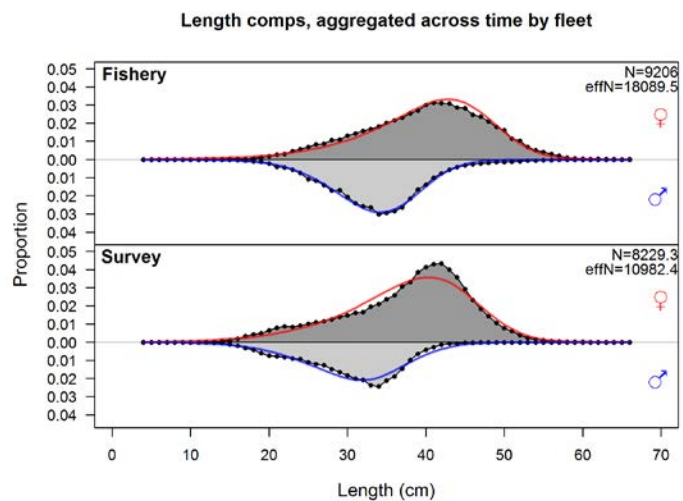 Length comps, aggregated across time by fleet
Fishery
N=9206
effN=18089.5
♀
♂
0.05
0.04
0.03
0.02
0.01
0.00
0.01
0.02
0.03
0.04
Survey
N=8229.3
effN=10982.4
♀
♂
0.05
0.04
0.03
0.02
0.01
0.00
0.01
0.02
0.03
0.04
Proportion
0 10 20 30 40 50 60 70
Length (cm)